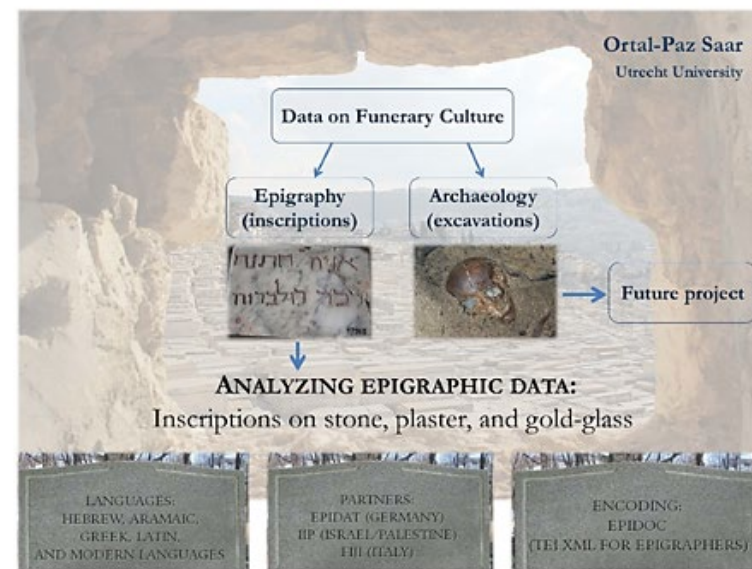 Ortal-Paz Saar
Utrecht University
Data on Funerary Culture
Epigraphy
(inscriptions)
Archaeology
(excavations)
Future project
ANALYZING EPIGRAPHIC DATA:
Inscriptions on stone, plaster, and gold-glass
LANGUAGES:
HEBREW, ARAMAIC,
GREEK, LATIN,
AND MODERN LANGUAGES
PARTNERS:
EPIDAT (GERMANY)
IIP (ISRAEL/PALESTINE)
FIJI (ITALY)
ENCODING:
EPIDOC
(TEI XML FOR EPIGRAPHERS)